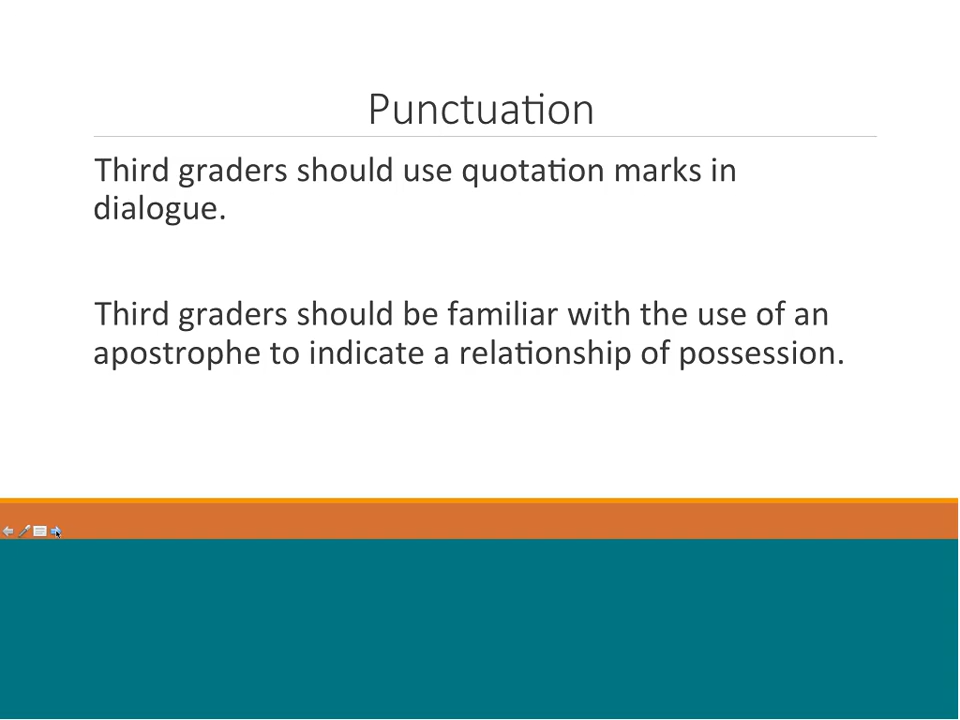 Punctuation
Third graders should use quotation marks in
dialogue.
Third graders should be familiar with the use of an
apostrophe to indicate a relationship of possession.